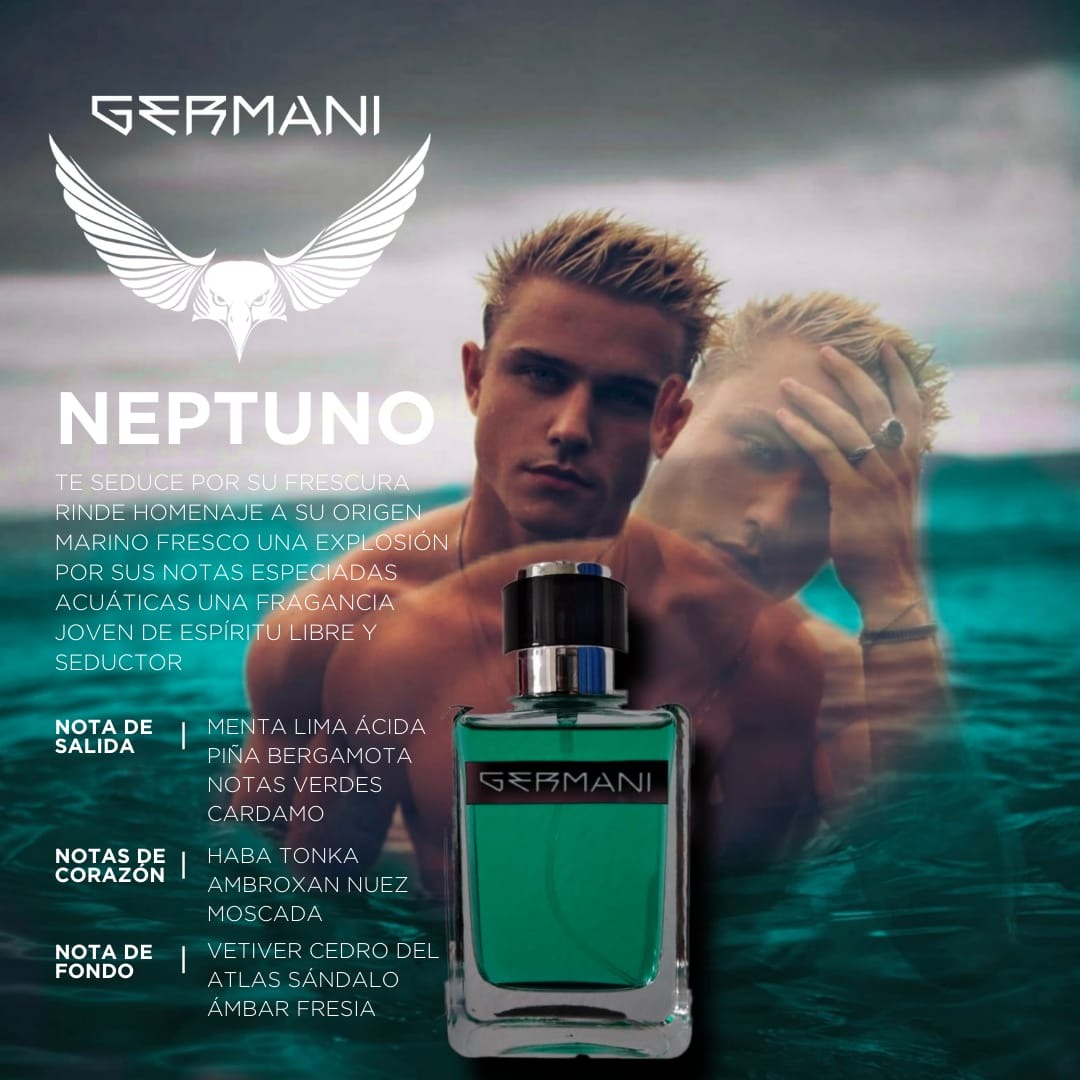 GERMANI
NEPTUNO
TE SEDUCE POR SU FRESCURA
RINDE HOMENAJE A SU ORIGEN
MARINO FRESCO UNA EXPLOSIÓN
POR SUS NOTAS ESPECIADAS
ACUÁTICAS UNA FRAGANCIA
JOVEN DE ESPÍRITU LIBRE Y
SEDUCTOR
NOTA DE
SALIDA
MENTA LIMA ÁCIDA
PIÑA BERGAMOTA
NOTAS VERDES
CARDAMO
NOTAS DE
CORAZÓN
HABA TONKA
AMBROXAN NUEZ
MOSCADA
NOTA DE
FONDO
VETIVER CEDRO DEL
ATLAS SÁNDALO
ÁMBAR FRESIA
GERMANI